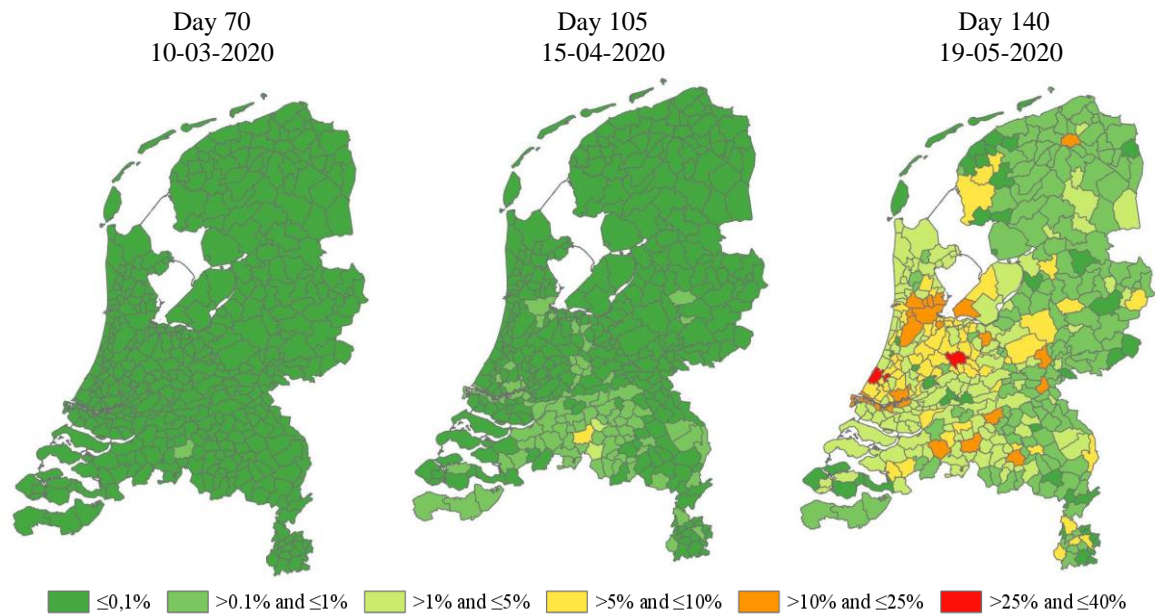 Day 70
10-03-2020
Day 105
15-04-2020
Day 140
19-05-2020
≤0,1% >0.1% and ≤1% >1% and ≤5% >5% and ≤10% >10% and ≤25% >25% and ≤40%